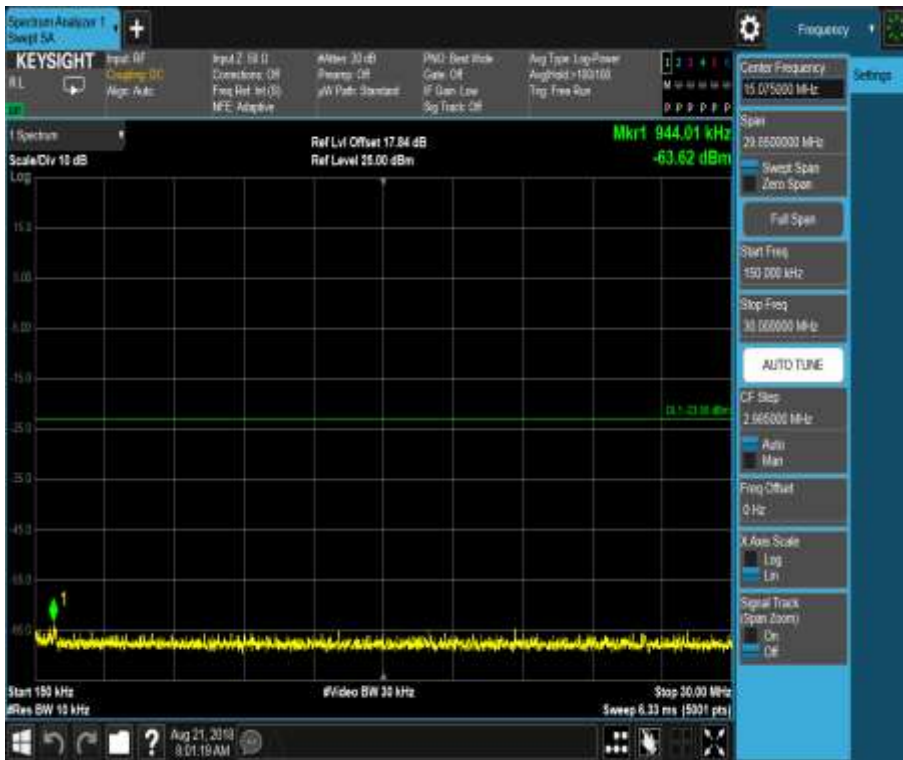 Spectrum Analyzer 1
Swept SA
+
Frequency
KEYSIGHT
Input: RF
Coupling: DC
Align: Auto
Input Z: 50 Ω
Corrections: Off
Freq Ref: Int (S)
NFE: Adaptive
Atten: 30 dB
Preamp: Off
µW Path: Standard
PNO: Best Wide
Gate: Off
IF Gain: Low
Sig Track: Off
Avg Type: Log-Power
Avg|Hold:>100/100
Trig: Free Run
1 2 3 4 5 6
P P P P P P
Settings
1 Spectrum
Scale/Div 10 dB
Log
Ref Lvl Offset 17.84 dB
Ref Level 25.00 dBm
Mkr1 944.01 kHz
-63.62 dBm
15.0
5.00
-5.00
-15.0
-25.0
-35.0
-45.0
-55.0
-65.0
1
Start 150 kHz
#Res BW 10 kHz
#Video BW 30 kHz
Stop 30.00 MHz
Sweep 6.33 ms (5001 pts)
Center Frequency
15.075000 MHz
Span
29.8500000 MHz
Swept Span
Zero Span
Full Span
Start Freq
150.000 kHz
Stop Freq
30.000000 MHz
AUTO TUNE
CF Step
2.985000 MHz
Auto
Man
Freq Offset
0 Hz
X Axis Scale
Log
Lin
Signal Track
(Span Zoom)
On
Off
?
Aug 21, 2018
8:01:19 AM